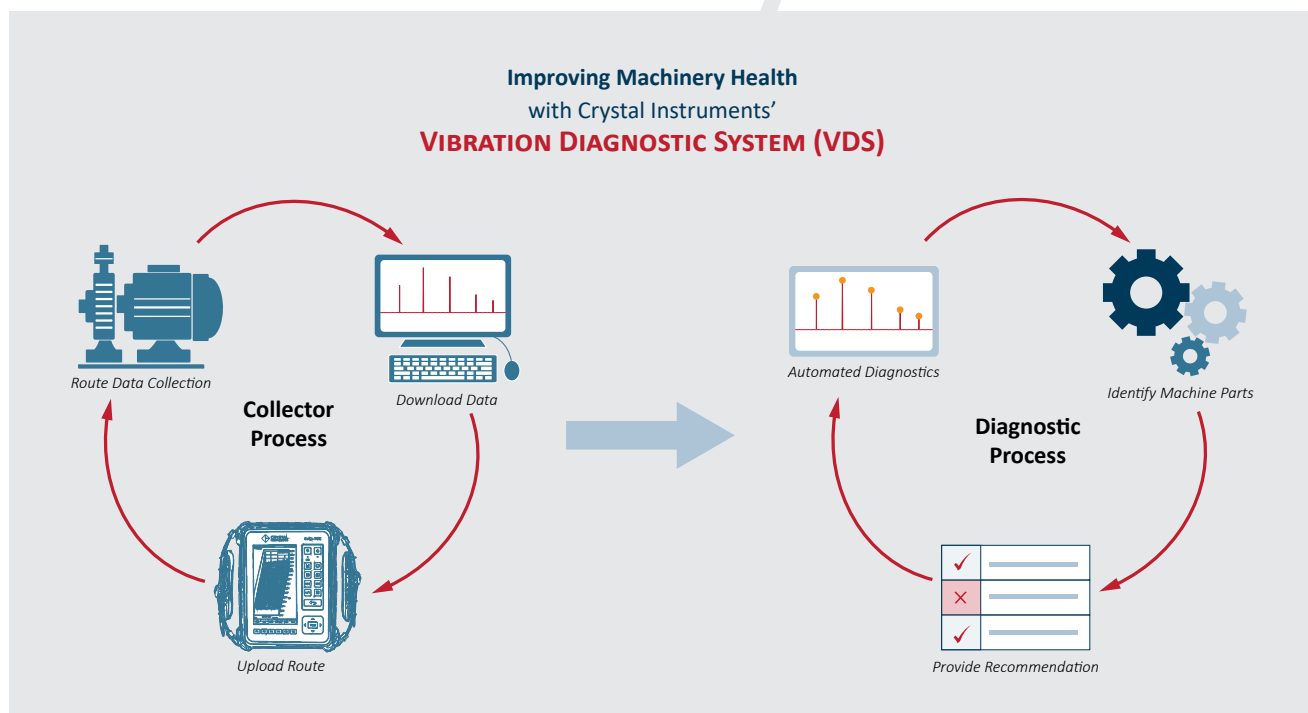 Improving Machinery Health
with Crystal Instruments’
VIBRATION DIAGNOSTIC SYSTEM (VDS)
Route Data Collection
Download Data
Collector
Process
Upload Route
Automated Diagnostics
Identify Machine Parts
Diagnostic
Process
Provide Recommendation